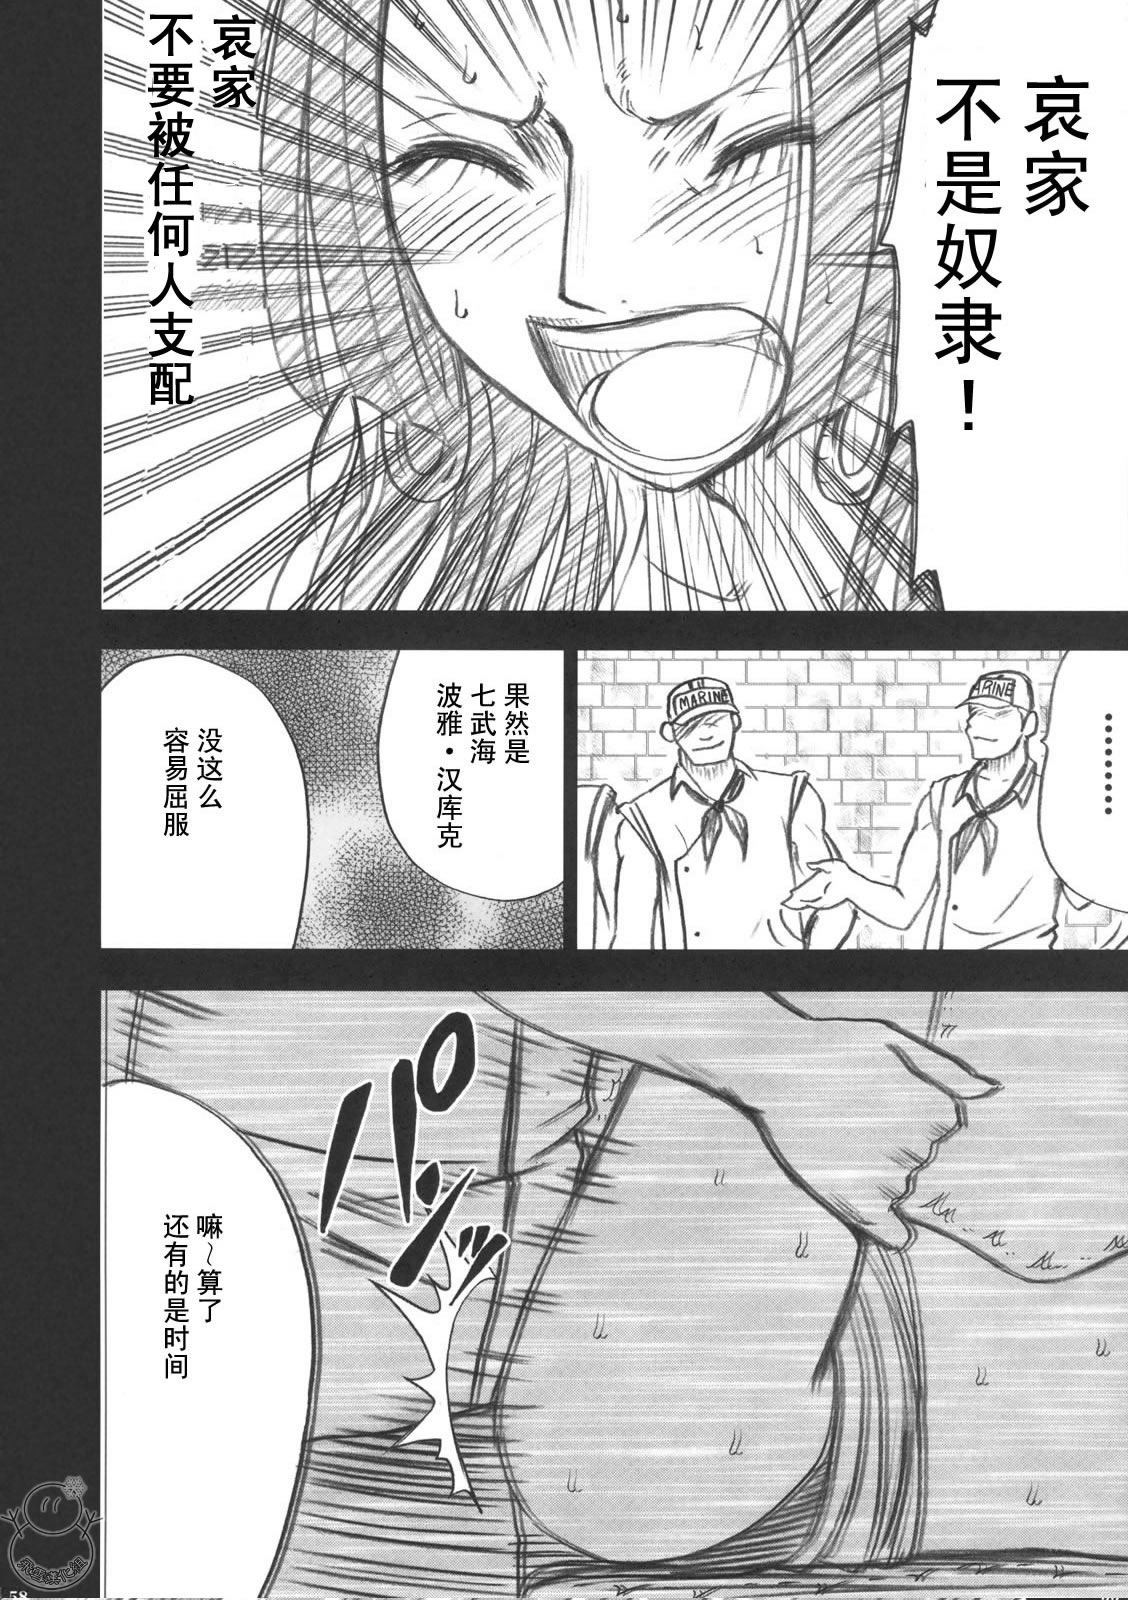 哀家
不是奴隶！
哀家
不要被任何人支配
………
MARINE
ARINE
果然是
七武海
波雅·汉库克
没这么
容易屈服
パンパン
嘛~算了
还有的是时间
58